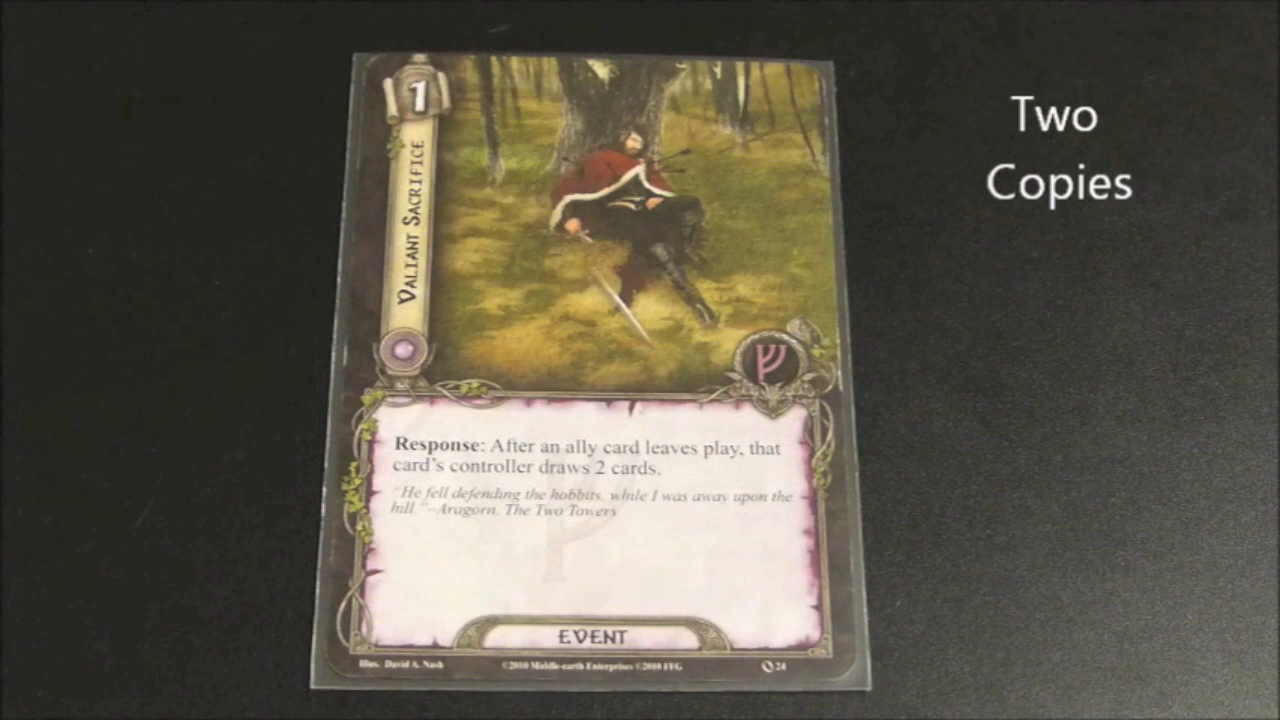 1
VALIANT SACRIFICE
Two
Copies
Response: After an ally card leaves play, that
card's controller draws 2 cards.
"He fell defending the hobbits, while I was away upon the
hill." –Aragorn, The Two Towers
EVENT
Illus. David A. Nash ©2010 Middle-earth Enterprises ©2010 FFG 24